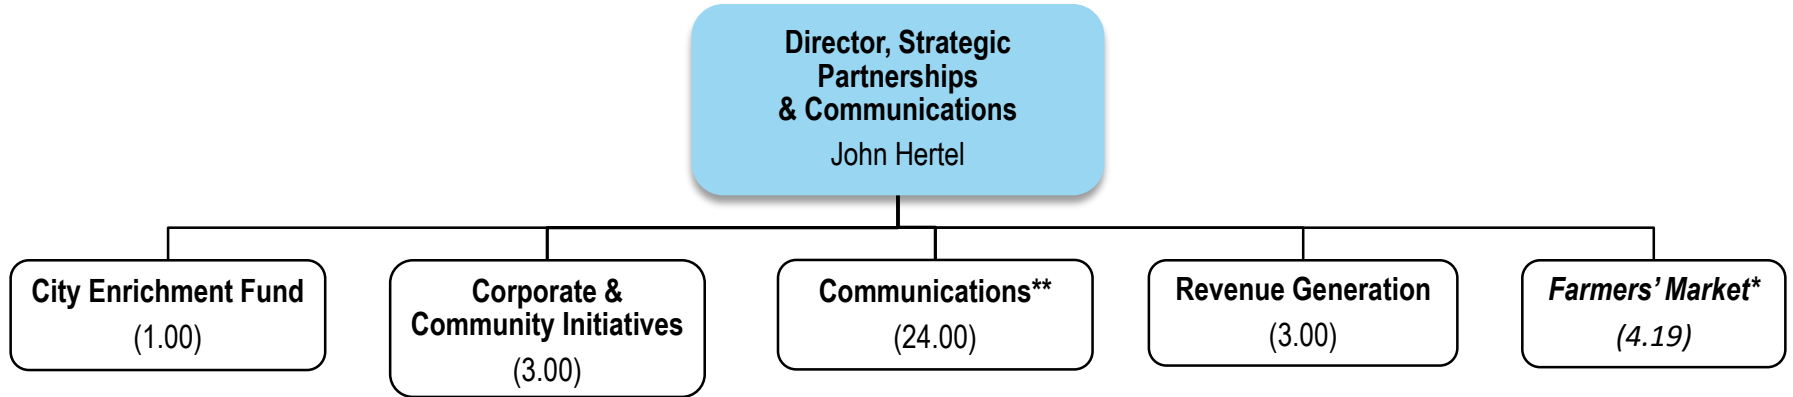 Director, Strategic
Partnerships
& Communications
John Hertel
City Enrichment Fund
(1.00)
Corporate &
Community Initiatives
(3.00)
Communications**
(24.00)
Revenue Generation
(3.00)
Farmers’ Market*
(4.19)